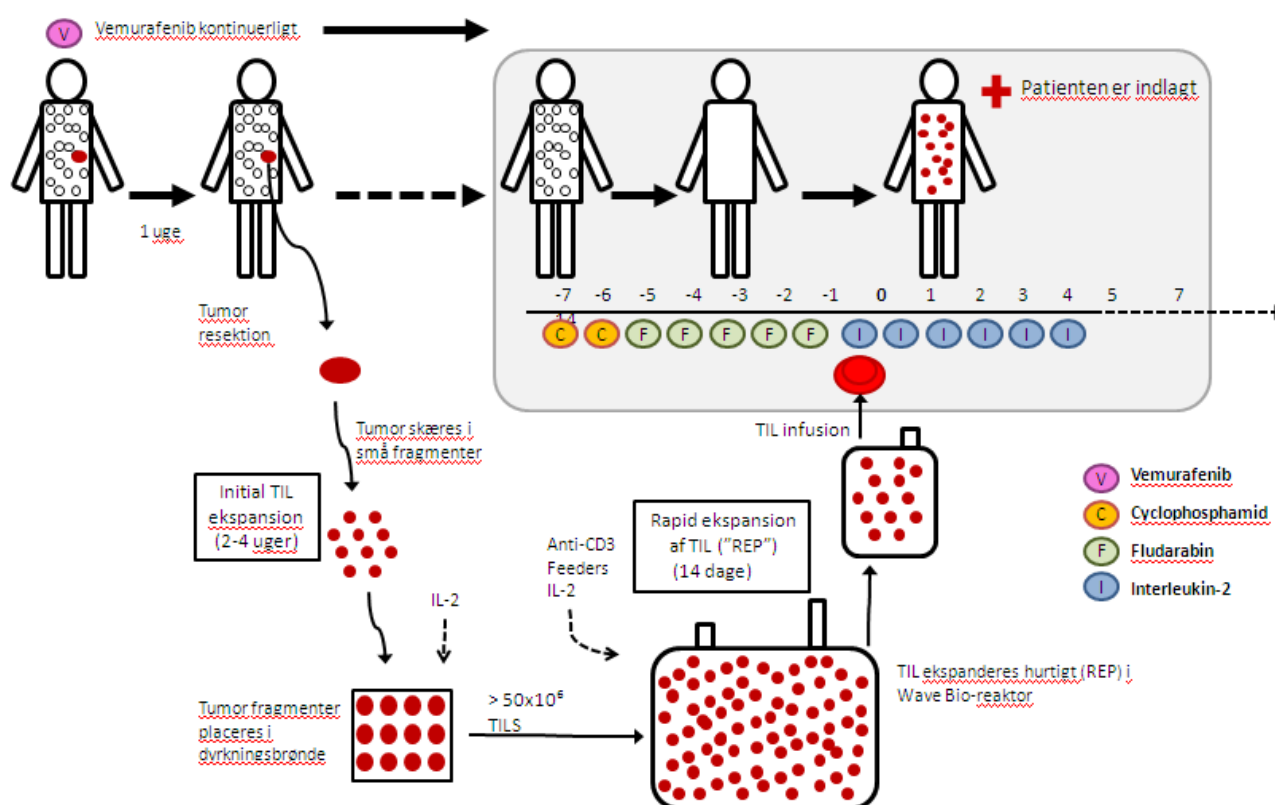 V Vemurafenib kontinuerligt
Patienten er indlagt
1 uge
-7 -6 -5 -4 -3 -2 -1 0 1 2 3 4 5 7
14
C C F F F F F I I I I I I
Tumor
resektion
Tumor skæres i
små fragmenter
TIL infusion
Initial TIL
ekspansion
(2-4 uger)
Rapid ekspansion
af TIL ("REP")
(14 dage)
Anti-CD3
Feeders
IL-2
IL-2
V Vemurafenib
C Cyclophosphamid
F Fludarabin
I Interleukin-2
TIL ekspanderes hurtigt (REP) i
Wave Bio-reaktor
> 50x10⁶
TILS
Tumor fragmenter
placeres i
dyrkningsbrønde